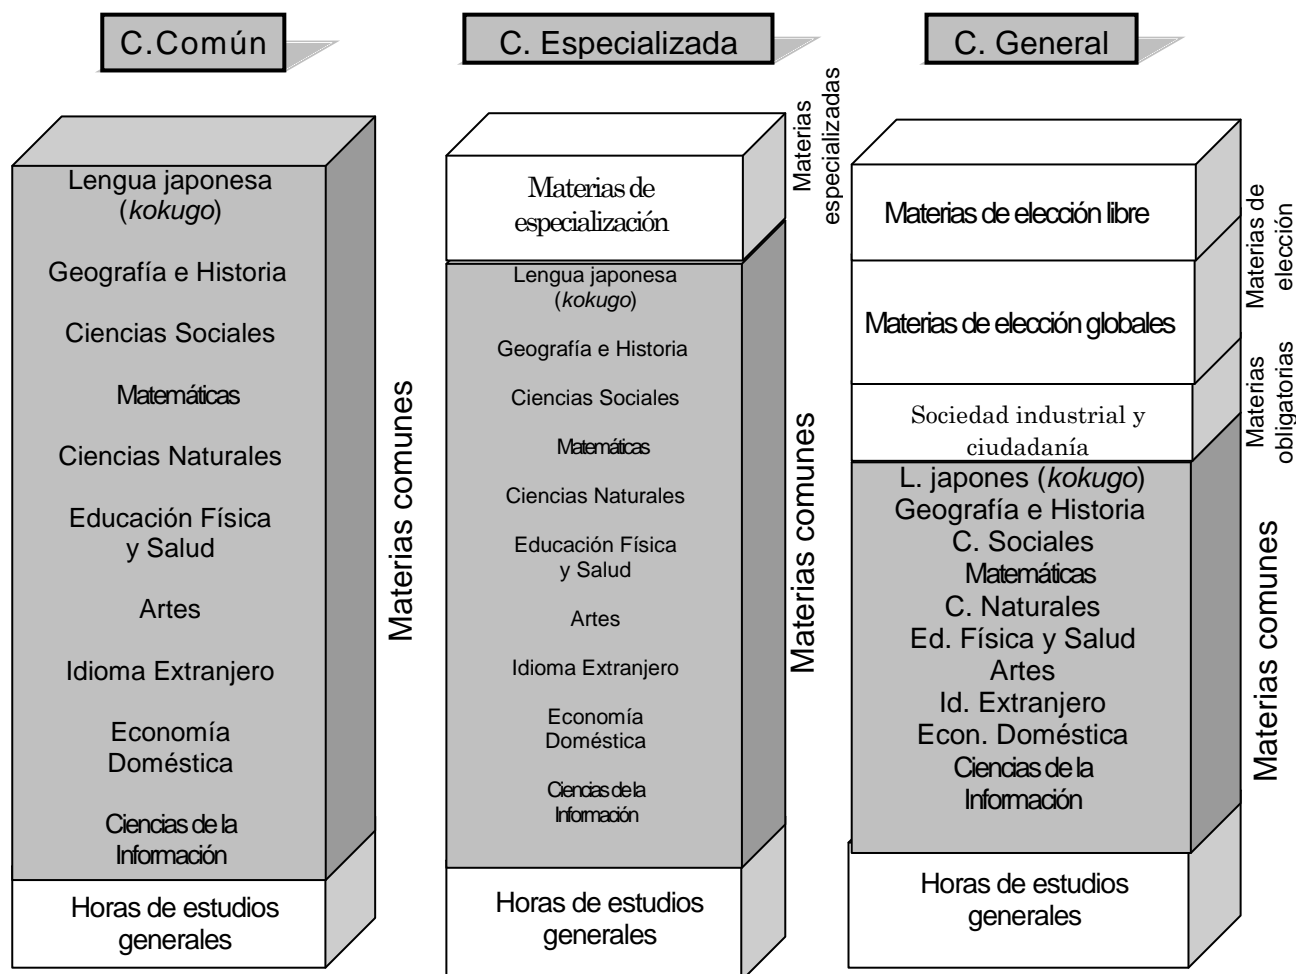 C.Común
Lengua japonesa
(kokugo)
Geografía e Historia
Ciencias Sociales
Matemáticas
Ciencias Naturales
Educación Física
y Salud
Artes
Idioma Extranjero
Economía
Doméstica
Ciencias de la
Información
Horas de estudios
generales
Materias comunes
C. Especializada
Materias de
especialización
Lengua japonesa
(kokugo)
Geografía e Historia
Ciencias Sociales
Matemáticas
Ciencias Naturales
Educación Física
y Salud
Artes
Idioma Extranjero
Economía
Doméstica
Ciencias de la
Información
Horas de estudios
generales
Materias
especializadas
Materias comunes
C. General
Materias de elección libre
Materias de elección globales
Sociedad industrial y
ciudadanía
L. japones (kokugo)
Geografía e Historia
C. Sociales
Matemáticas
C. Naturales
Ed. Física y Salud
Artes
Id. Extranjero
Econ. Doméstica
Ciencias de la
Información
Horas de estudios
generales
Materias de
elección
Materias
obligatorias
Materias comunes